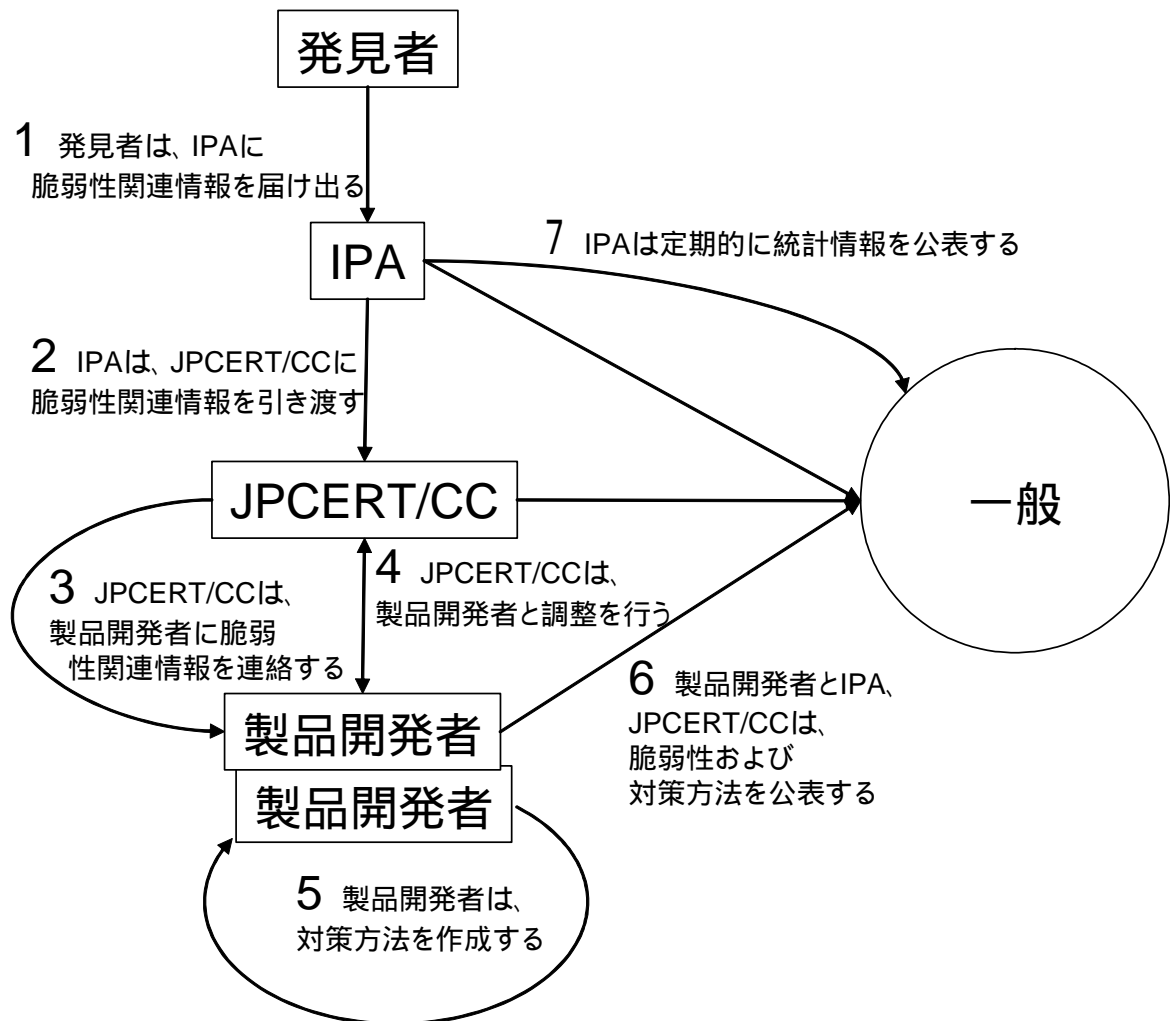 発見者
1 発見者は、IPAに
脆弱性関連情報を届け出る
IPA
7 IPAは定期的に統計情報を公表する
2 IPAは、JPCERT/CCに
脆弱性関連情報を引き渡す
JPCERT/CC
一般
3 JPCERT/CCは、
製品開発者に脆弱
性関連情報を連絡する
4 JPCERT/CCは、
製品開発者と調整を行う
6 製品開発者とIPA、
JPCERT/CCは、
脆弱性および
対策方法を公表する
製品開発者
製品開発者
5 製品開発者は、
対策方法を作成する